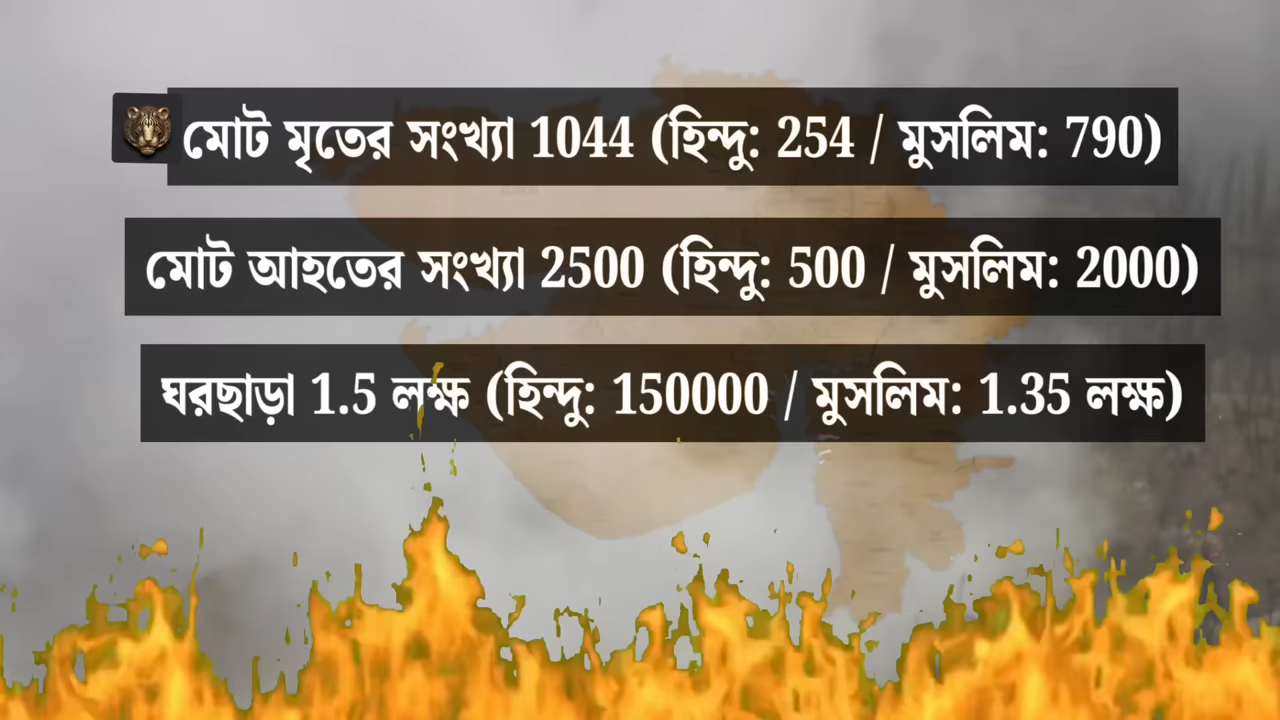 মোট মৃতের সংখ্যা 1044 (হিন্দু: 254 / মুসলিম: 790)
মোট আহতের সংখ্যা 2500 (হিন্দু: 500 / মুসলিম: 2000)
ঘরছাড়া 1.5 লক্ষ (হিন্দু: 150000 / মুসলিম: 1.35 লক্ষ)